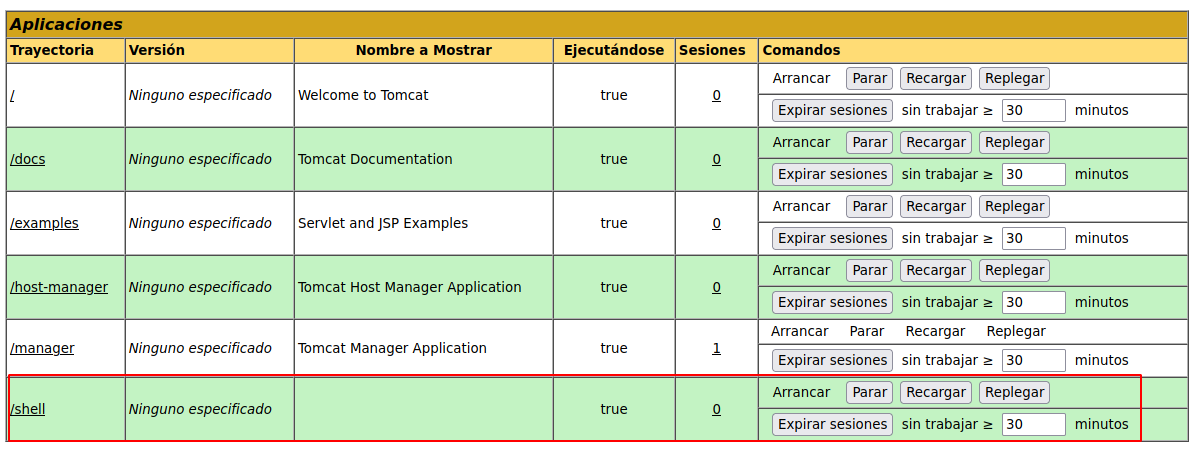 Aplicaciones
Trayectoria Versión Nombre a Mostrar Ejecutándose Sesiones Comandos
/ Ninguno especificado Welcome to Tomcat true 0 Arrancar Parar Recargar Replegar
Expirar sesiones sin trabajar ≥ 30 minutos
/docs Ninguno especificado Tomcat Documentation true 0 Arrancar Parar Recargar Replegar
Expirar sesiones sin trabajar ≥ 30 minutos
/examples Ninguno especificado Servlet and JSP Examples true 0 Arrancar Parar Recargar Replegar
Expirar sesiones sin trabajar ≥ 30 minutos
/host-manager Ninguno especificado Tomcat Host Manager Application true 0 Arrancar Parar Recargar Replegar
Expirar sesiones sin trabajar ≥ 30 minutos
/manager Ninguno especificado Tomcat Manager Application true 1 Arrancar Parar Recargar Replegar
Expirar sesiones sin trabajar ≥ 30 minutos
/shell Ninguno especificado true 0 Arrancar Parar Recargar Replegar
Expirar sesiones sin trabajar ≥ 30 minutos